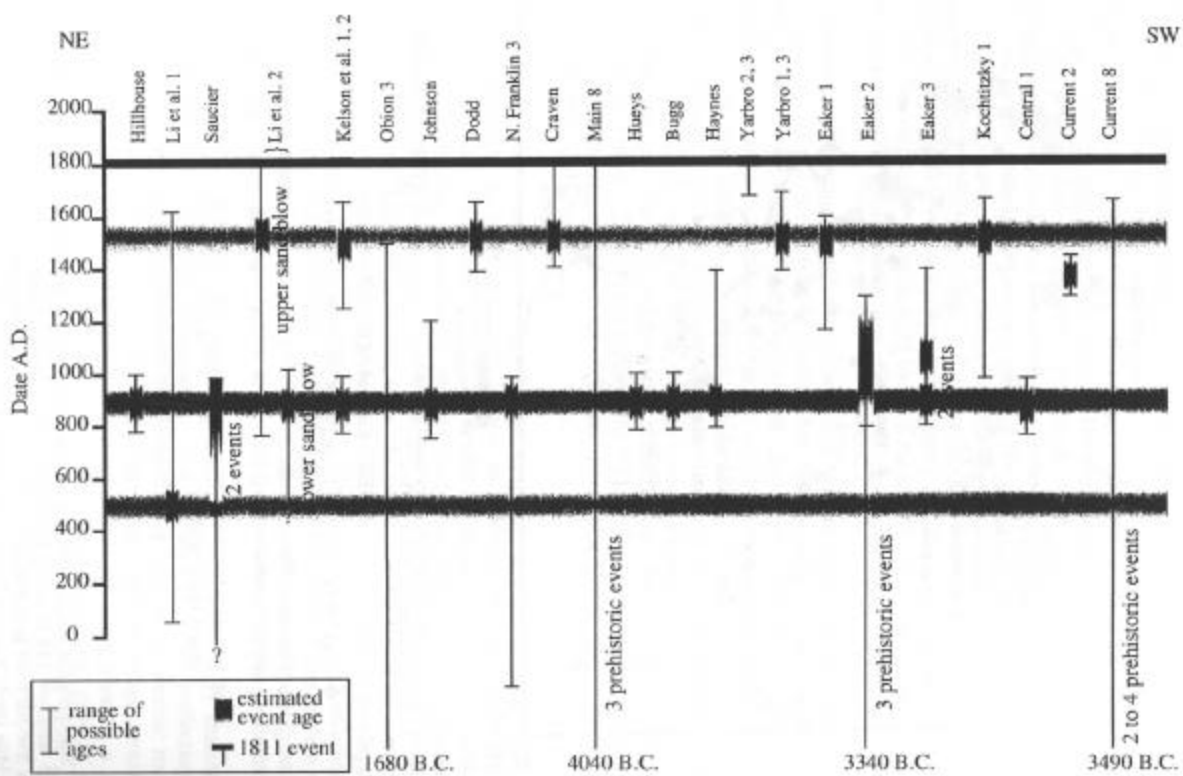 NE
SW
Hillhouse
Li et al. 1
Saucier
}Li et al. 2
Kelson et al. 1, 2
Obion 3
Johnson
Dodd
N. Franklin 3
Craven
Main 8
Hueys
Bugg
Haynes
Yarbro 2, 3
Yarbro 1, 3
Eaker 1
Eaker 2
Eaker 3
Kochtitzky 1
Central 1
Current 2
Current 8
Date A.D.
2000
1800
1600
1400
1200
1000
800
600
400
200
0
upper sand blow
lower sand blow
2 events
2 events
?
3 prehistoric events
3 prehistoric events
2 to 4 prehistoric events
range of
possible
ages
estimated
event age
1811 event
1680 B.C.
4040 B.C.
3340 B.C.
3490 B.C.